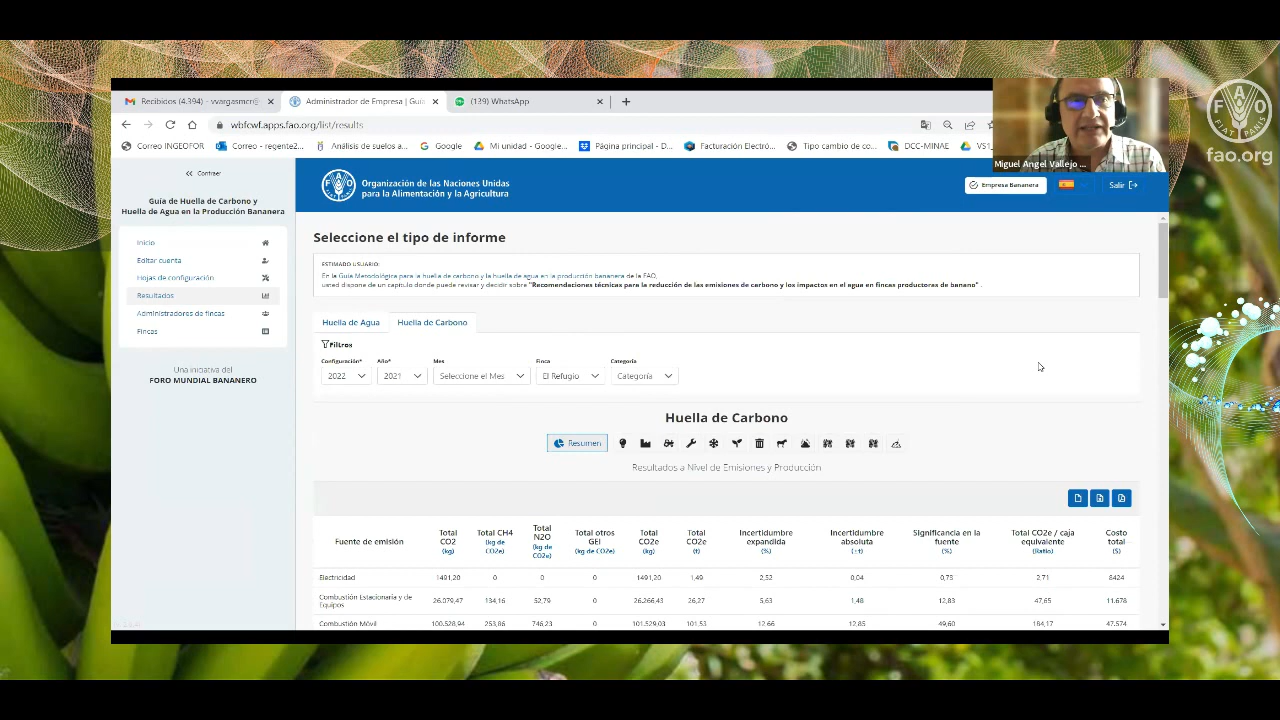 Recibidos (4.394) - vvargasmcr@
Administrador de Empresa | Guía
(139) WhatsApp
wbfcwf.apps.fao.org/list/results
Correo INGEOFOR
Correo - reqente2...
Análisis de suelos a...
Google
Mi unidad - Google...
Página principal - D...
Facturación Electró...
Tipo cambio de co...
DCC-MINAE
VS1_
Miguel Angel Vallejo ...
FAO
FIAT PANIS
fao.org
Contraer
Guía de Huella de Carbono y
Huella de Agua en la Producción Bananera
Inicio
Editar cuenta
Hojas de configuración
Resultados
Administradores de fincas
Fincas
Una iniciativa del
FORO MUNDIAL BANANERO
Organización de las Naciones Unidas
para la Alimentación y la Agricultura
Empresa Bananera
Salir
Seleccione el tipo de informe
ESTIMADO USUARIO:
En la Guía Metodológica para la huella de carbono y la huella de agua en la producción bananera de la FAO,
usted dispone de un capítulo donde puede revisar y decidir sobre "Recomendaciones técnicas para la reducción de las emisiones de carbono y los impactos en el agua en fincas productoras de banano" .
Huella de Agua
Huella de Carbono
Filtros
Configuración* Año* Mes Finca Categoría
2022 2021 Seleccione el Mes El Refugio Categoría
Huella de Carbono
Resumen
Resultados a Nivel de Emisiones y Producción
Fuente de emisión
Total CO2 (kg)
Total CH4 (kg de CO2e)
Total N2O (kg de CO2e)
Total otros GEI (kg de CO2e)
Total CO2e (kg)
Total CO2e (t)
Incertidumbre expandida (%)
Incertidumbre absoluta (±t)
Significancia en la fuente (%)
Total CO2e / caja equivalente (Ratio)
Costo total ($)
Electricidad 1491,20 0 0 0 1491,20 1,49 2,52 0,04 0,73 2,71 8424
Combustión Estacionaria y de Equipos 26.079,47 134,16 52,79 0 26.266,43 26,27 5,63 1,48 12,83 47,65 11.678
Combustión Móvil 100.528,94 253,86 746,23 0 101.529,03 101,53 12,66 12,85 49,60 184,17 47.574